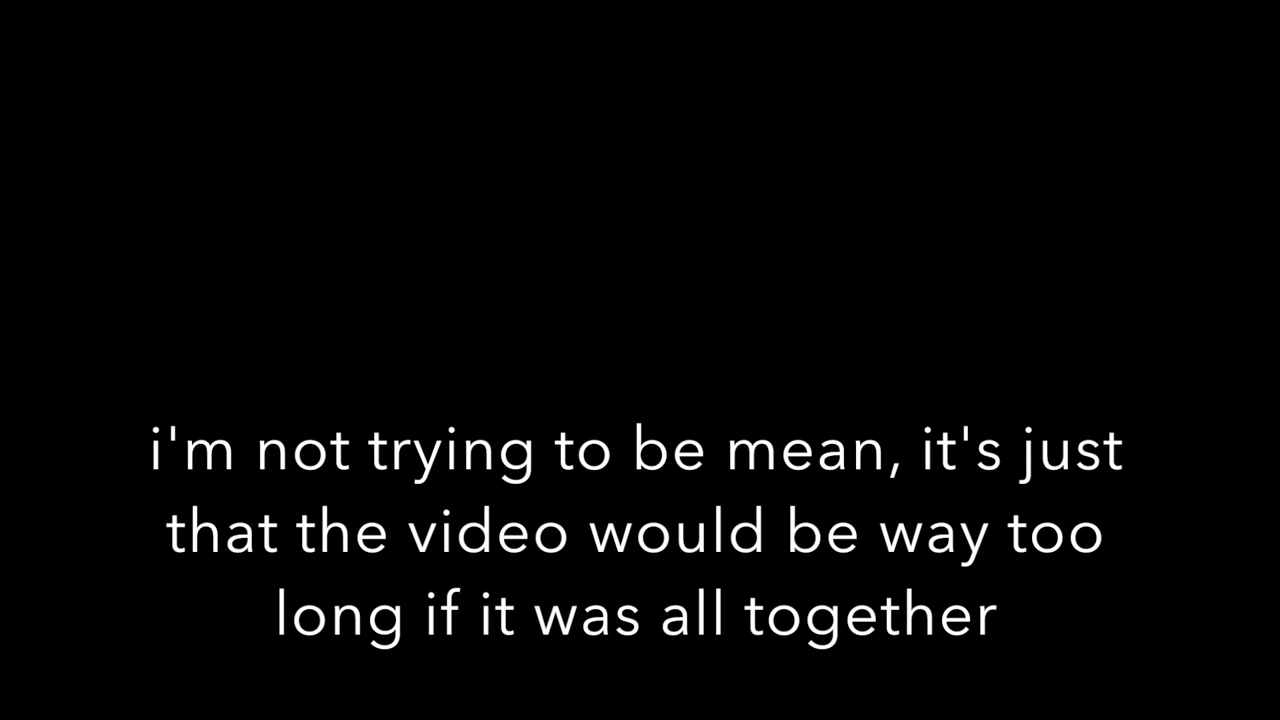 i'm not trying to be mean, it's just
that the video would be way too
long if it was all together